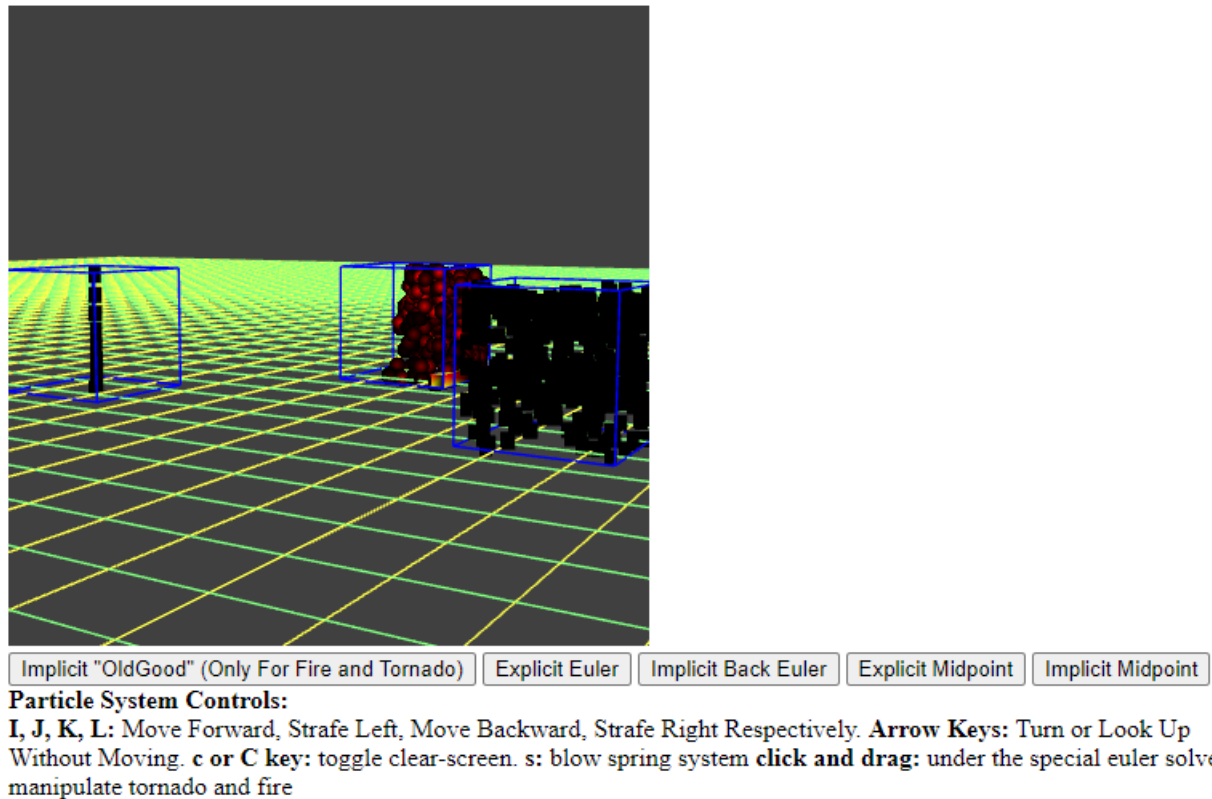 Implicit "OldGood" (Only For Fire and Tornado) Explicit Euler Implicit Back Euler Explicit Midpoint Implicit Midpoint
Particle System Controls:
I, J, K, L: Move Forward, Strafe Left, Move Backward, Strafe Right Respectively. Arrow Keys: Turn or Look Up
Without Moving. c or C key: toggle clear-screen. s: blow spring system click and drag: under the special euler solve
manipulate tornado and fire